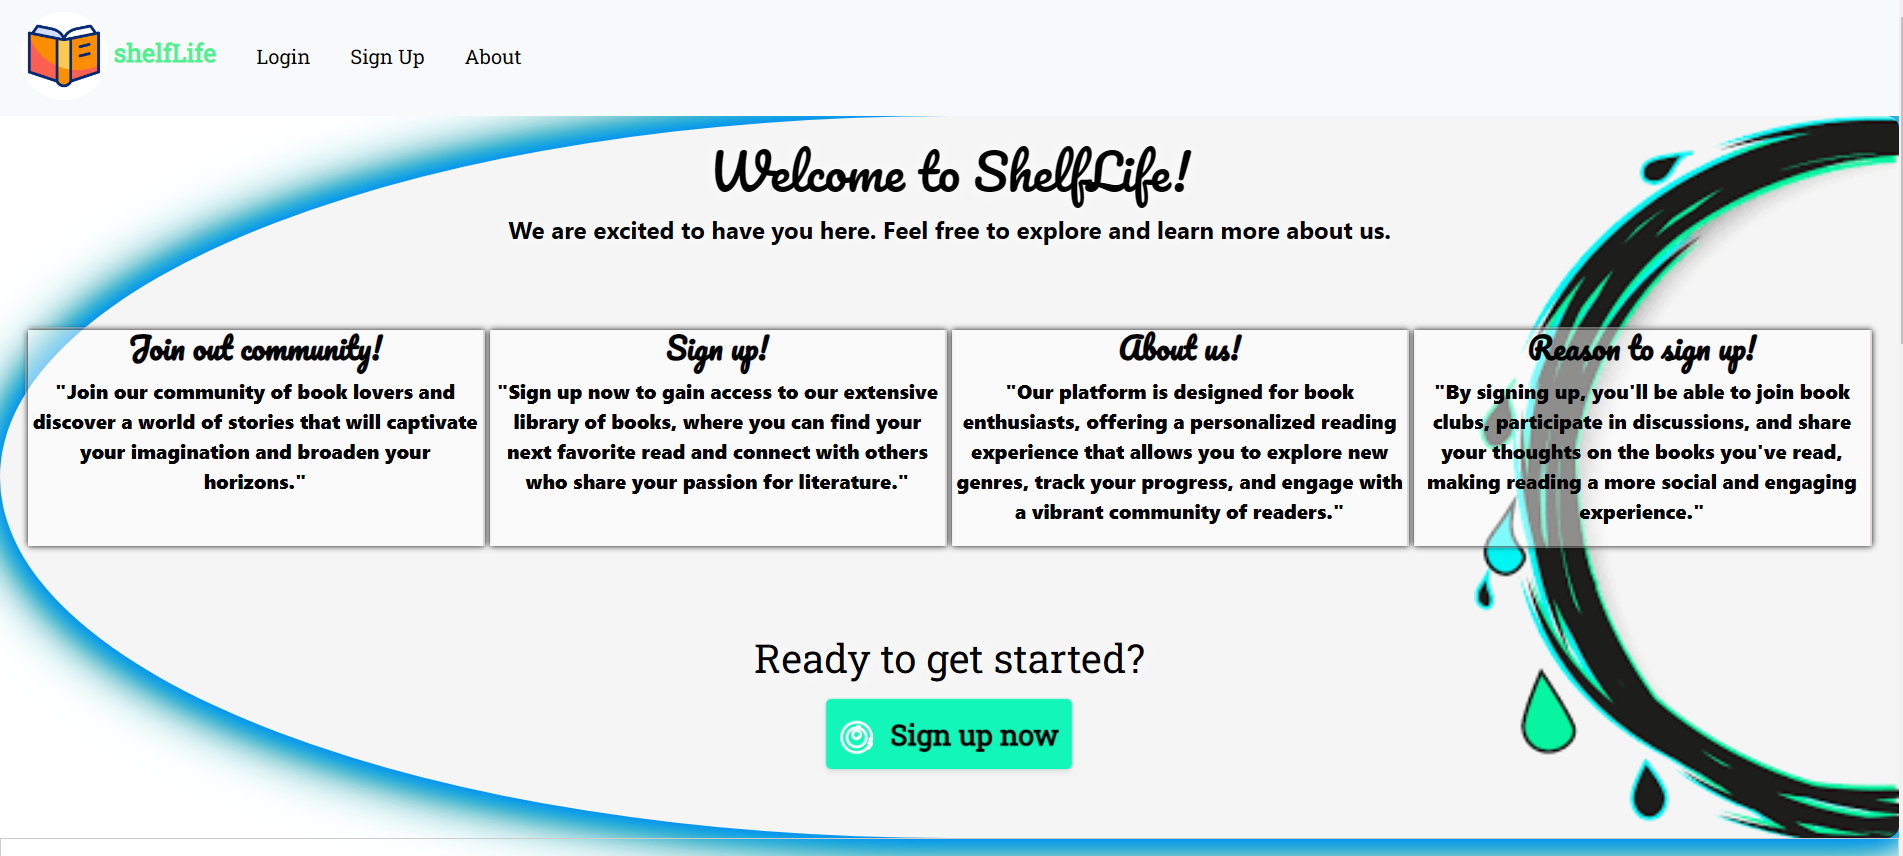 shelfLife Login Sign Up About
Welcome to ShelfLife!
We are excited to have you here. Feel free to explore and learn more about us.
Join out community!
"Join our community of book lovers and
discover a world of stories that will captivate
your imagination and broaden your
horizons."
Sign up!
"Sign up now to gain access to our extensive
library of books, where you can find your
next favorite read and connect with others
who share your passion for literature."
About us!
"Our platform is designed for book
enthusiasts, offering a personalized reading
experience that allows you to explore new
genres, track your progress, and engage with
a vibrant community of readers."
Reason to sign up!
"By signing up, you'll be able to join book
clubs, participate in discussions, and share
your thoughts on the books you've read,
making reading a more social and engaging
experience."
Ready to get started?
Sign up now